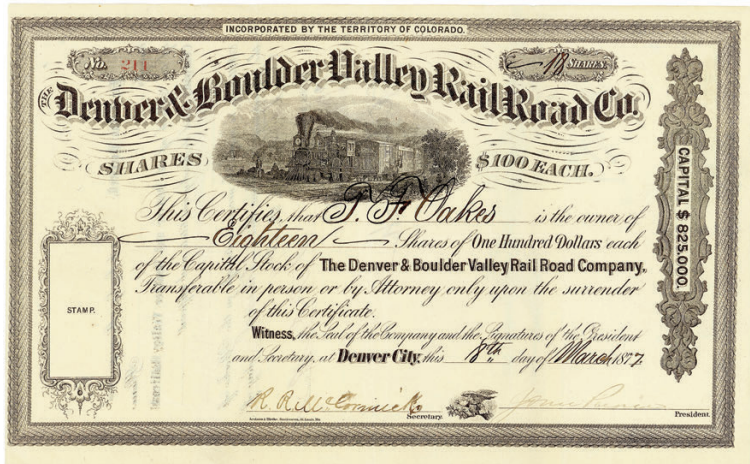 INCORPORATED BY THE TERRITORY OF COLORADO.
No. 211
18 SHARES
THE Denver & Boulder Valley Rail Road Co.
SHARES $100 EACH.
This Certifies, that T. F. Oakes is the owner of
Eighteen Shares of One Hundred Dollars each
of the Capital Stock of The Denver & Boulder Valley Rail Road Company.
Transferable in person or by Attorney only upon the surrender
of this Certificate.
Witness, the Seal of the Company and the Signatures of the President
and Secretary, at Denver City, this 8th day of March 1877
STAMP.
CAPITAL $825,000.
R. R. McCormick. Secretary.
President.